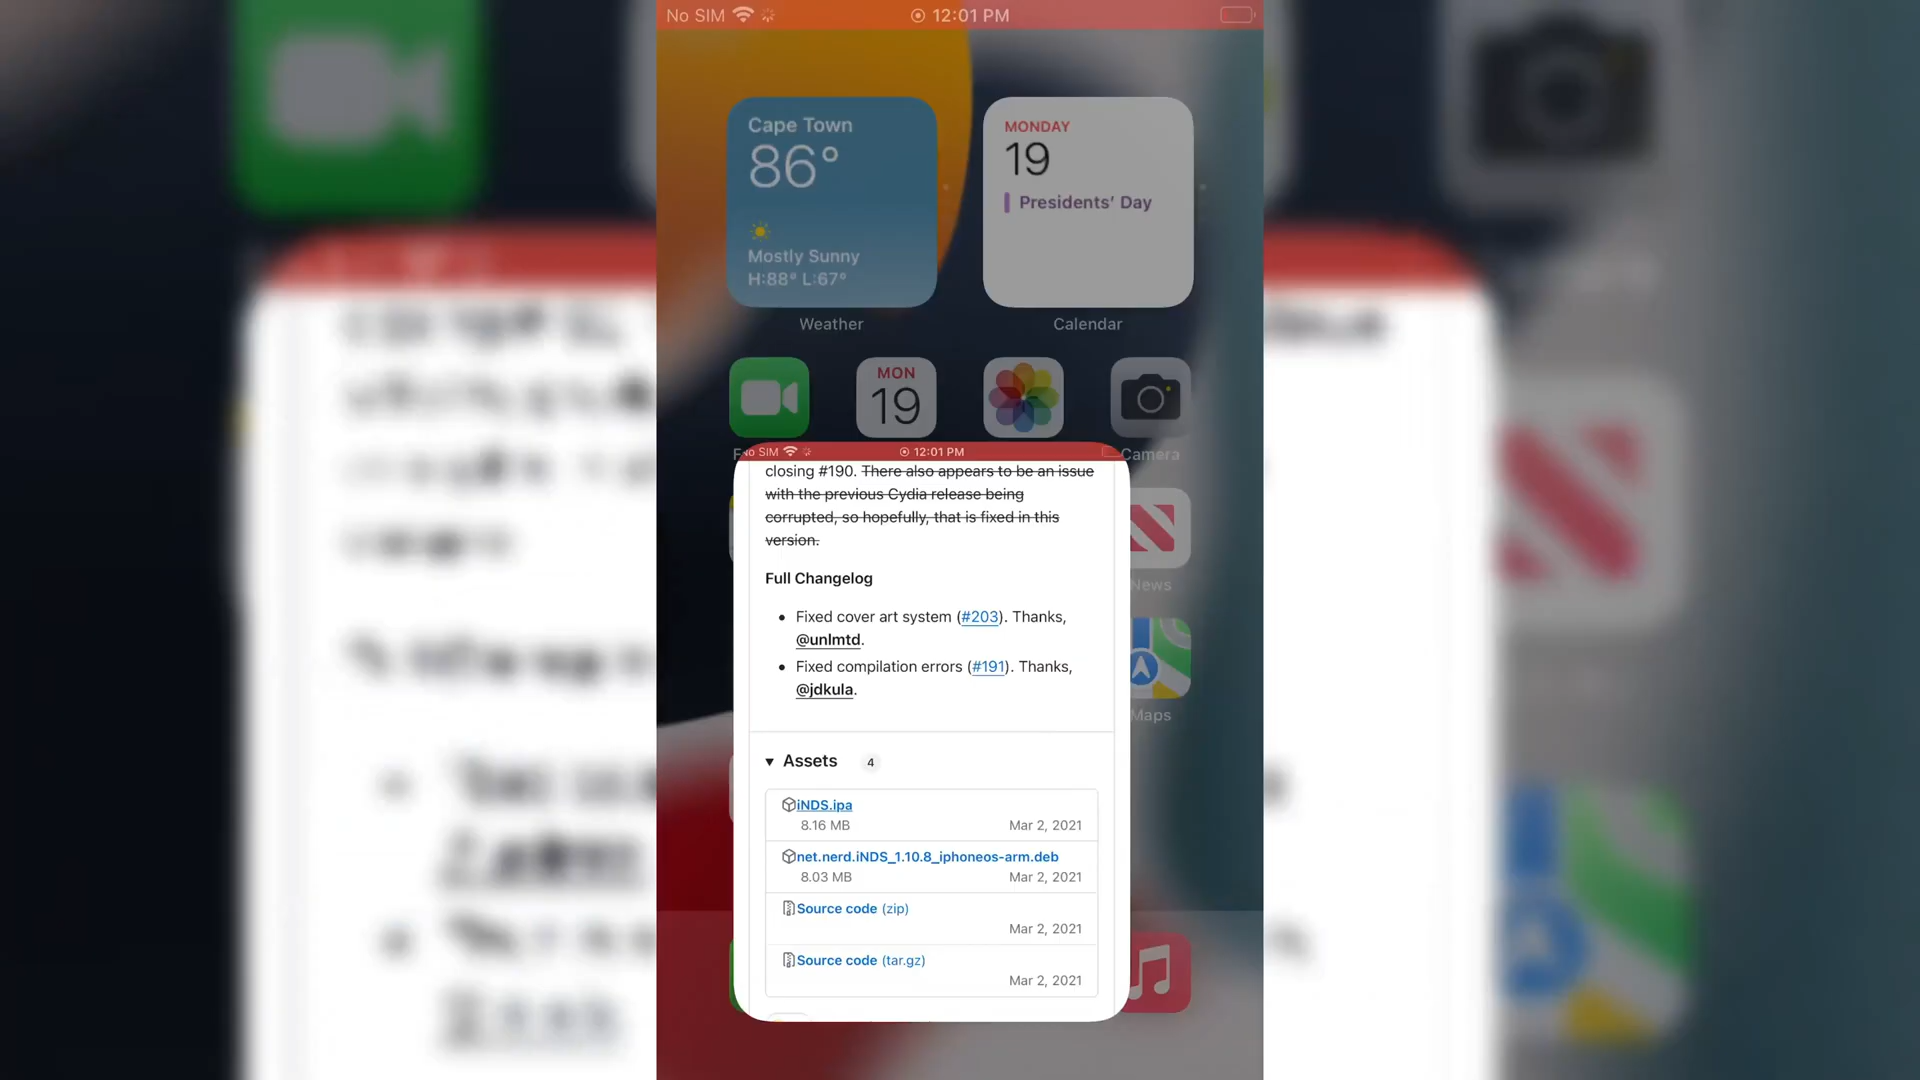 No SIM 12:01 PM
Cape Town
86°
Mostly Sunny
H:88° L:67°
Weather
MONDAY
19
Presidents' Day
Calendar
MON
19
Camera
No SIM 12:01 PM
closing #190. There also appears to be an issue
with the previous Cydia release being
corrupted, so hopefully, that is fixed in this
version.
Full Changelog
• Fixed cover art system (#203). Thanks,
@unlmtd.
• Fixed compilation errors (#191). Thanks,
@jdkula.
News
Maps
▼ Assets 4
iNDS.ipa
8.16 MB Mar 2, 2021
net.nerd.iNDS_1.10.8_iphoneos-arm.deb
8.03 MB Mar 2, 2021
Source code (zip)
Mar 2, 2021
Source code (tar.gz)
Mar 2, 2021